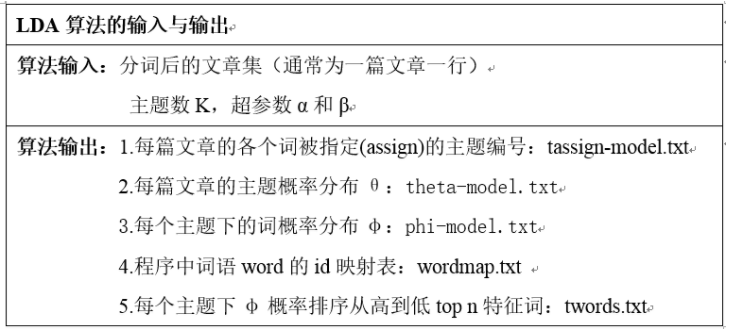 LDA 算法的输入与输出
算法输入：分词后的文章集（通常为一篇文章一行）
主题数 K，超参数 α 和 β
算法输出：1.每篇文章的各个词被指定(assign)的主题编号：tassign-model.txt
2.每篇文章的主题概率分布 θ：theta-model.txt
3.每个主题下的词概率分布 φ：phi-model.txt
4.程序中词语 word 的 id 映射表：wordmap.txt
5.每个主题下 φ 概率排序从高到低 top n 特征词：twords.txt